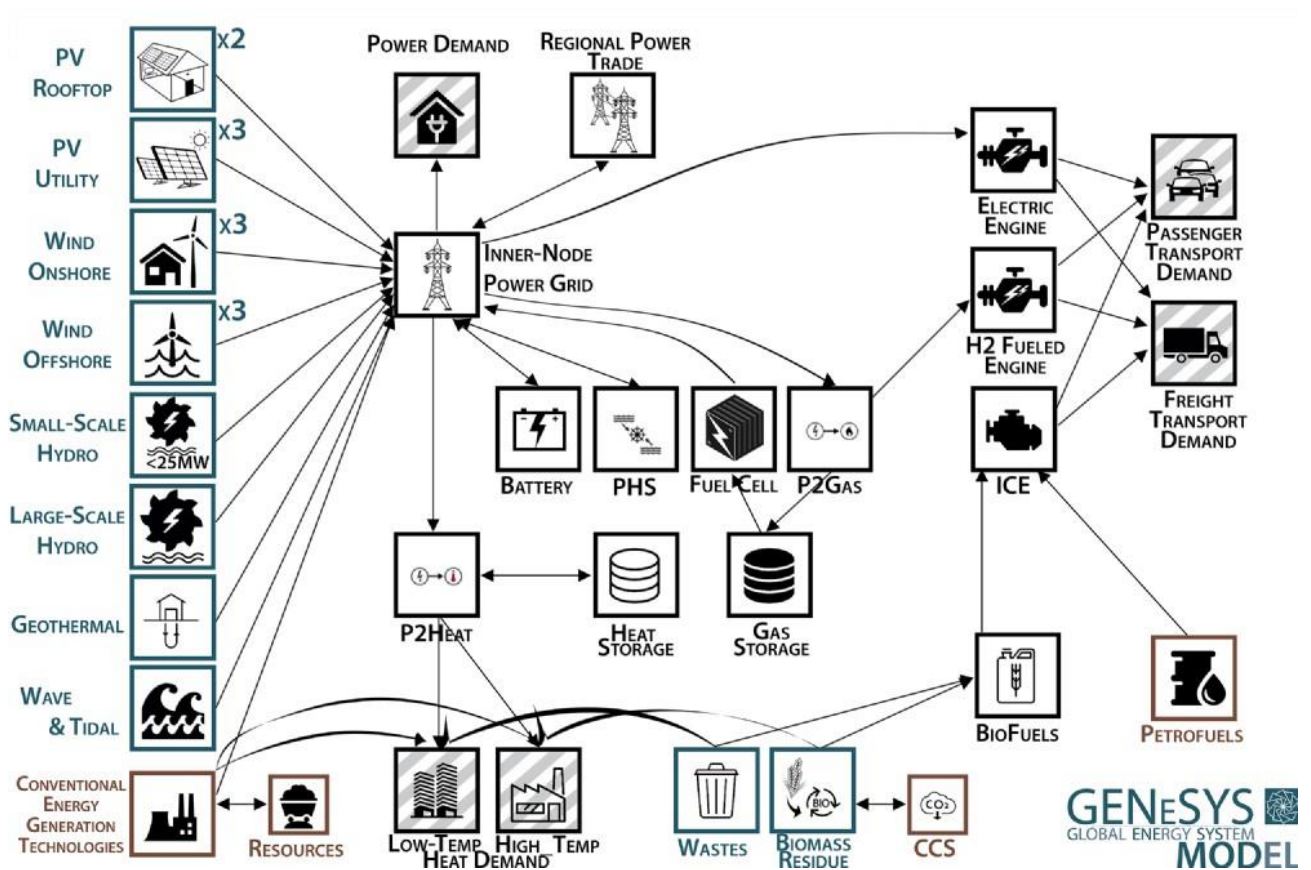 PV
Rooftop
x2
PV
Utility
x3
Wind
Onshore
x3
Wind
Offshore
x3
Small-Scale
Hydro
<25MW
Large-Scale
Hydro
Geothermal
Wave
& Tidal
Conventional
Energy
Generation
Technologies
Resources
Power Demand
Regional Power
Trade
Inner-Node
Power Grid
Battery
PHS
Fuel Cell
P2Gas
P2Heat
Heat
Storage
Gas
Storage
Low-Temp
High_Temp
Heat Demand
Wastes
BIO
Biomass
Residue
CO2
CCS
Electric
Engine
H2 Fueled
Engine
ICE
Passenger
Transport
Demand
Freight
Transport
Demand
BioFuels
Petrofuels
GENeSYS
GLOBAL ENERGY SYSTEM
MODEL